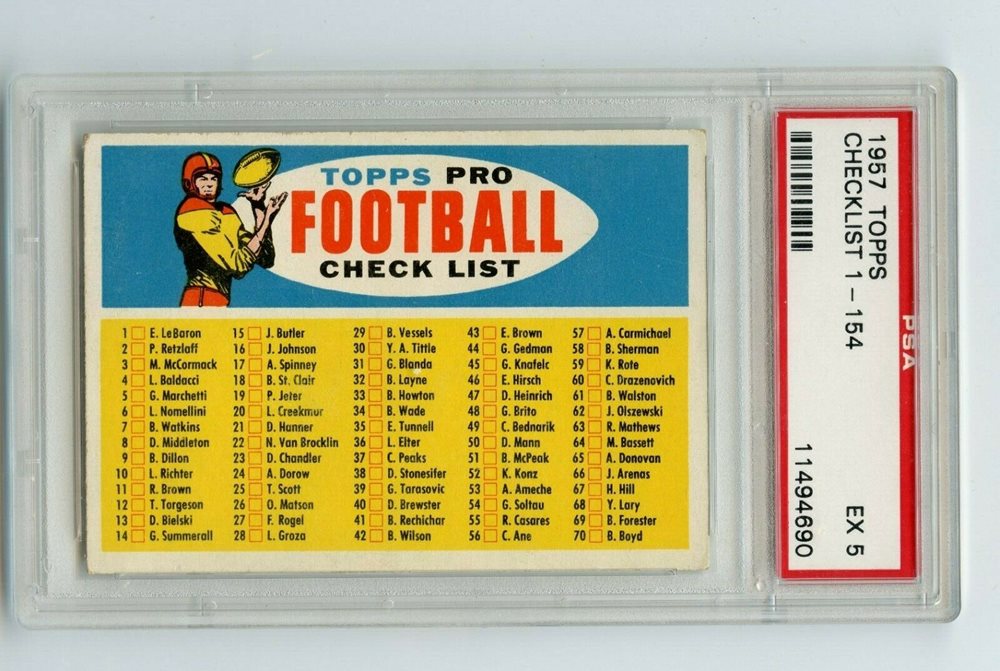 TOPPS PRO
FOOTBALL
CHECK LIST
1 E. LeBaron
2 P. Retzlaff
3 M. McCormack
4 L. Baldacci
5 G. Marchetti
6 L. Nomellini
7 B. Watkins
8 D. Middleton
9 B. Dillon
10 L. Richter
11 R. Brown
12 T. Torgeson
13 D. Bielski
14 G. Summerall
15 J. Butler
16 J. Johnson
17 A. Spinney
18 B. St. Clair
19 P. Jeter
20 L. Creekmur
21 D. Hanner
22 N. Van Brocklin
23 D. Chandler
24 A. Dorow
25 T. Scott
26 O. Matson
27 F. Rogel
28 L. Groza
29 B. Vessels
30 Y. A. Tittle
31 G. Blanda
32 B. Layne
33 B. Howton
34 B. Wade
35 E. Tunnell
36 L. Elter
37 C. Peaks
38 D. Stonesifer
39 G. Tarasovic
40 D. Brewster
41 B. Rechichar
42 B. Wilson
43 E. Brown
44 G. Gedman
45 G. Knafelc
46 E. Hirsch
47 D. Heinrich
48 G. Brito
49 C. Bednarik
50 D. Mann
51 B. McPeak
52 K. Konz
53 A. Ameche
54 G. Soltau
55 R. Casares
56 C. Ane
57 A. Carmichael
58 B. Sherman
59 K. Rote
60 C. Drazenovich
61 B. Walston
62 J. Olszewski
63 R. Mathews
64 M. Bassett
65 A. Donovan
66 J. Arenas
67 H. Hill
68 Y. Lary
69 B. Forester
70 B. Boyd
PSA
1957 TOPPS
CHECKLIST 1-154
EX 5
11494690